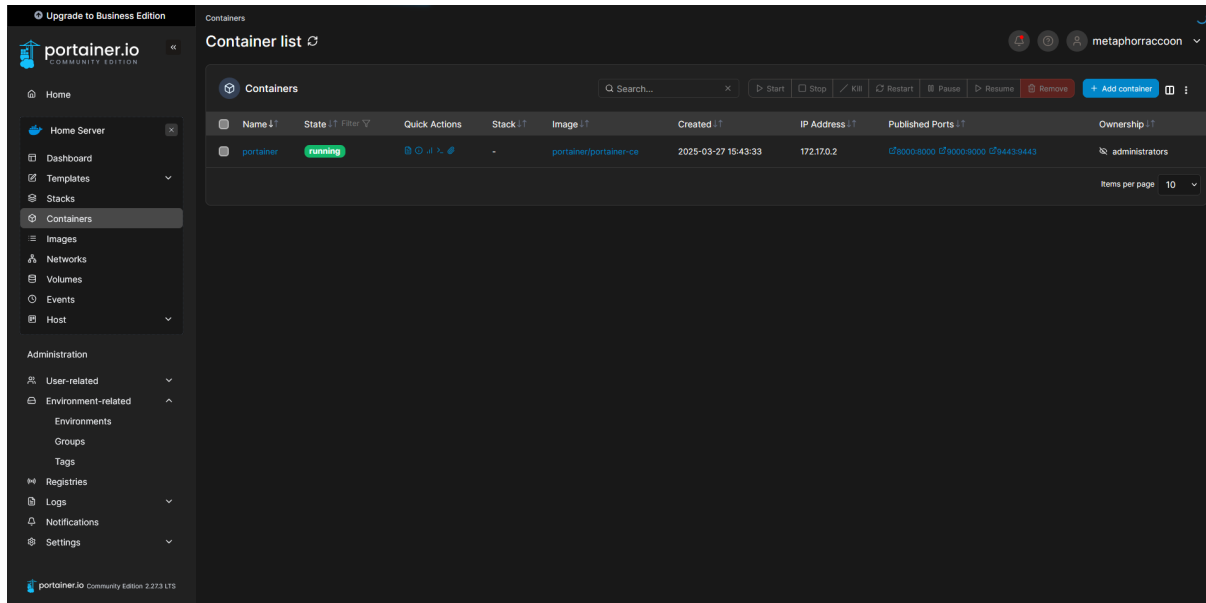 Upgrade to Business Edition
portainer.io
COMMUNITY EDITION
Home
Home Server
Dashboard
Templates
Stacks
Containers
Images
Networks
Volumes
Events
Host
Administration
User-related
Environment-related
Environments
Groups
Tags
Registries
Logs
Notifications
Settings
portainer.io Community Edition 2.27.3 LTS
Containers
Container list
metaphorraccoon
Containers
Search...
Start Stop Kill Restart Pause Resume Remove + Add container
Name State Filter Quick Actions Stack Image Created IP Address Published Ports Ownership
portainer running - portainer/portainer-ce 2025-03-27 15:43:33 172.17.0.2 8000:8000 9000:9000 9443:9443 administrators
Items per page 10